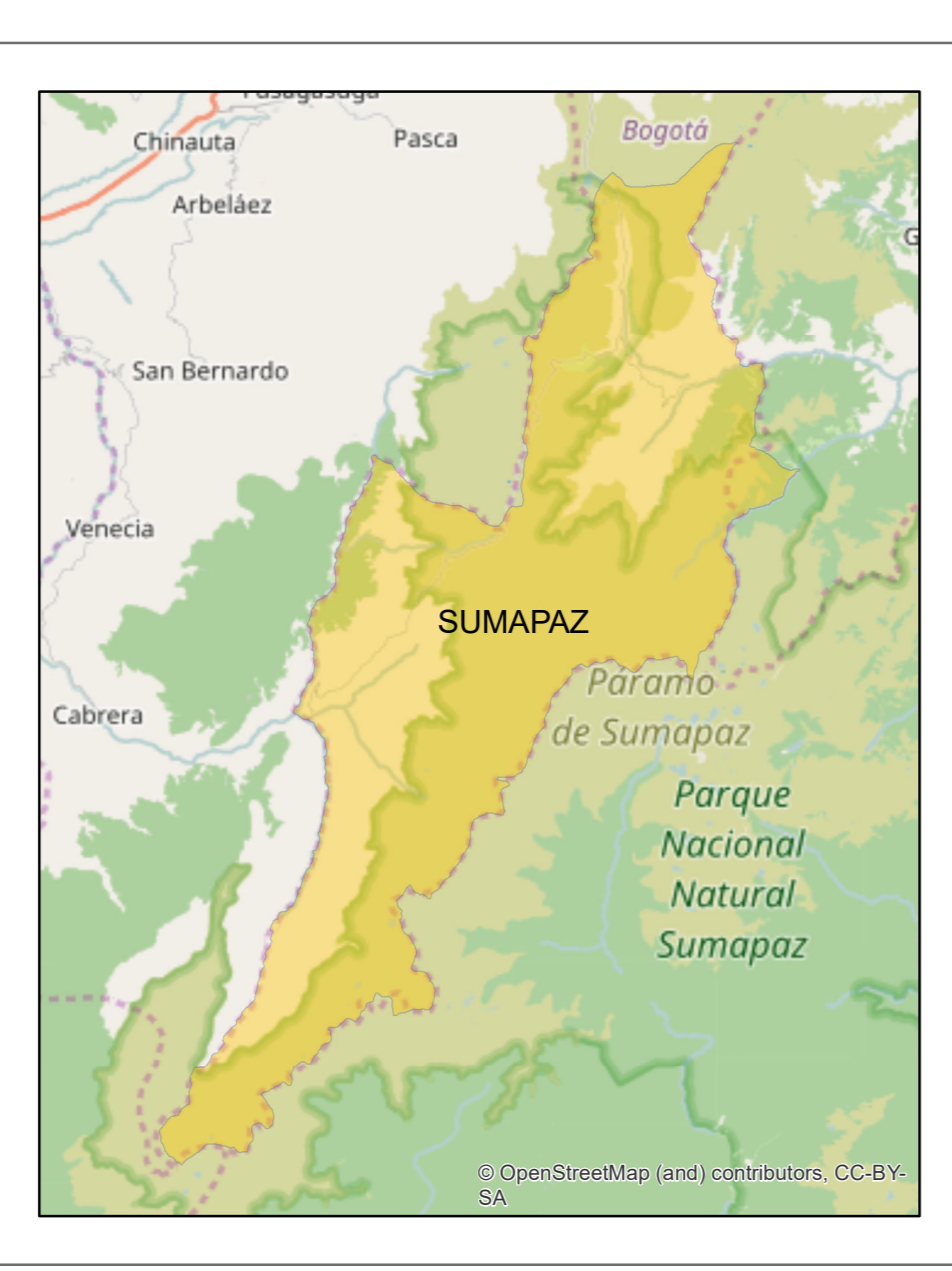 Bogotá
Chinauta
Pasca
Arbeláez
San Bernardo
Venecia
SUMAPAZ
Páramo
de Sumapaz
Cabrera
Parque
Nacional
Natural
Sumapaz
© OpenStreetMap (and) contributors, CC-BY-
SA